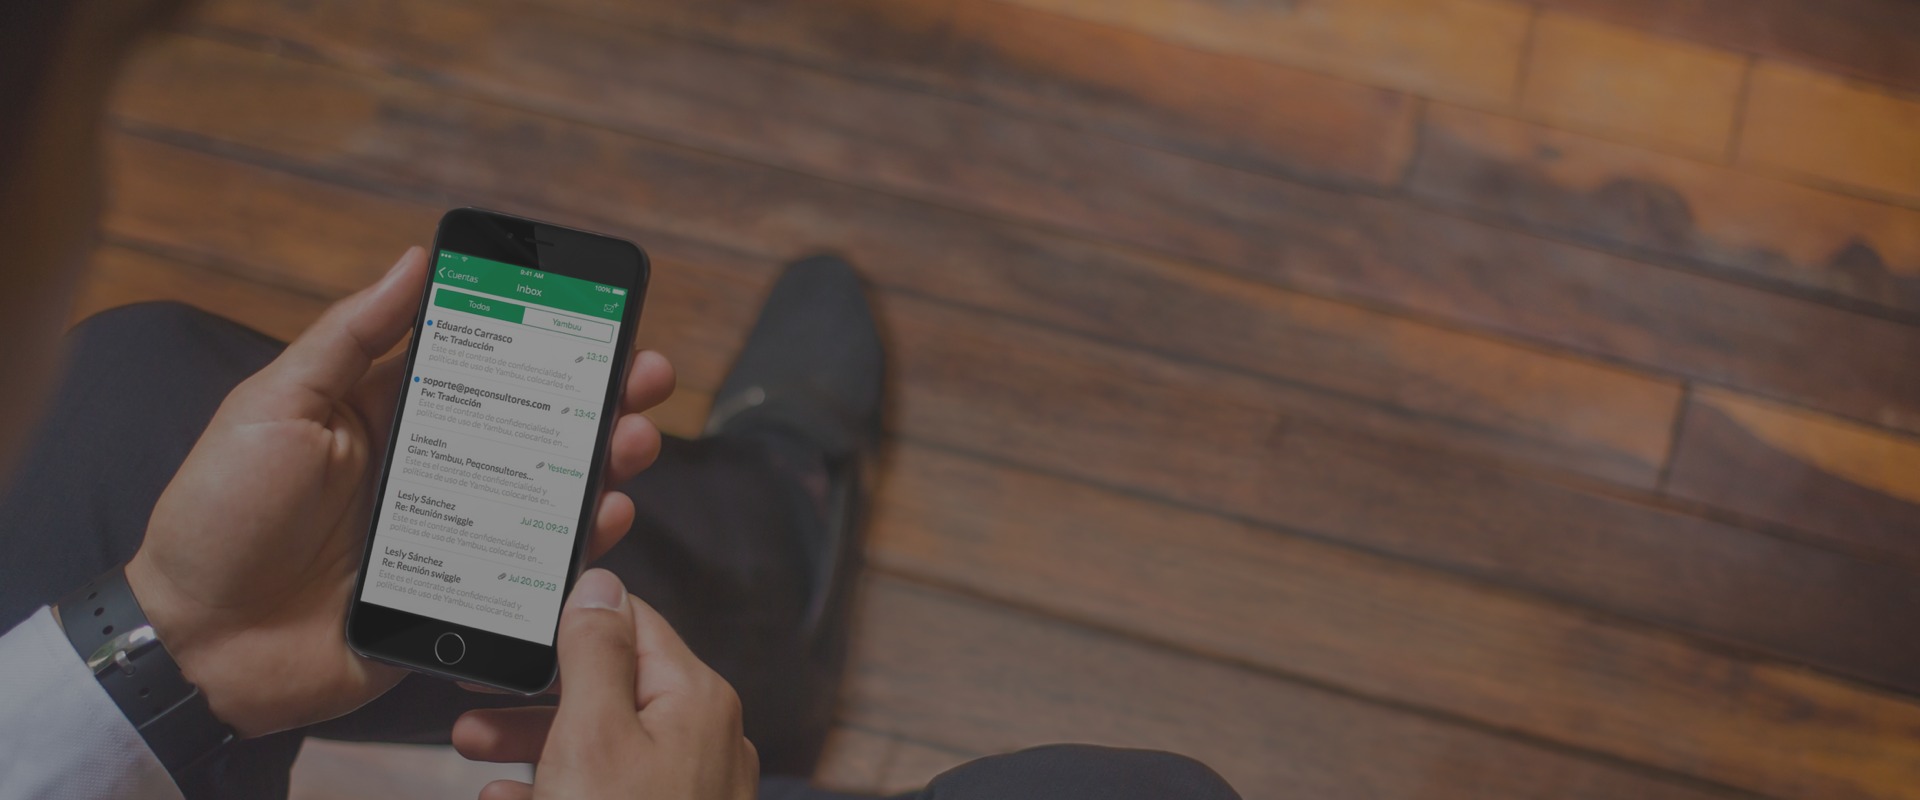 9:41 AM
100%
Cuentas
Inbox
Todos
Yambuu
Eduardo Carrasco
Fw: Traducción
13:10
Este es el contrato de confidencialidad y
políticas de uso de Yambuu, colocarlos en ...
soporte@peqconsultores.com
Fw: Traducción
13:42
Este es el contrato de confidencialidad y
políticas de uso de Yambuu, colocarlos en ...
LinkedIn
Gian: Yambuu, Peqconsultores...
Yesterday
Este es el contrato de confidencialidad y
políticas de uso de Yambuu, colocarlos en ...
Lesly Sánchez
Re: Reunión swiggle
Jul 20, 09:23
Este es el contrato de confidencialidad y
políticas de uso de Yambuu, colocarlos en ...
Lesly Sánchez
Re: Reunión swiggle
Jul 20, 09:23
Este es el contrato de confidencialidad y
políticas de uso de Yambuu, colocarlos en ...